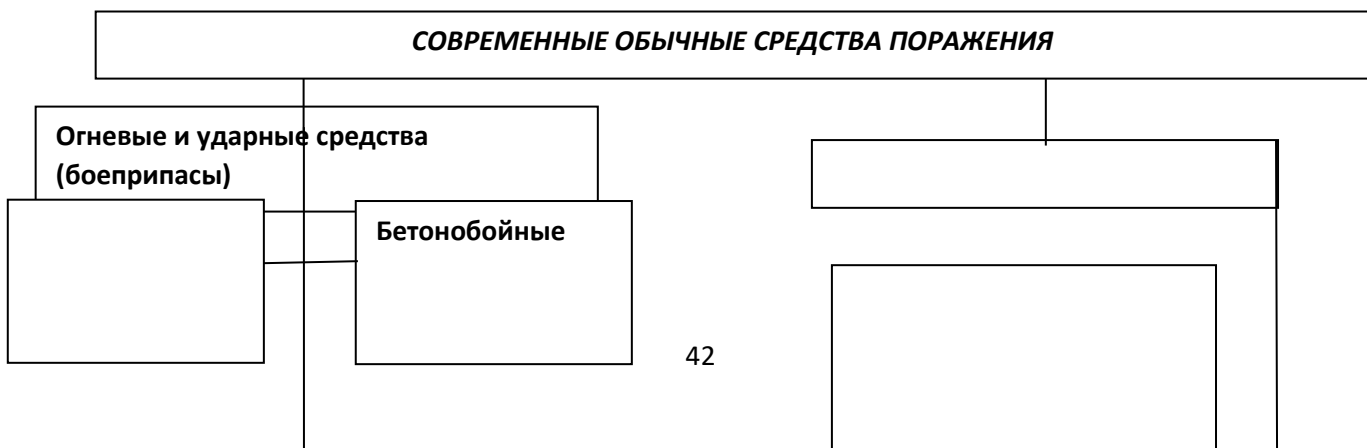 СОВРЕМЕННЫЕ ОБЫЧНЫЕ СРЕДСТВА ПОРАЖЕНИЯ
Огневые и ударные средства
(боеприпасы)
Бетонобойные
42